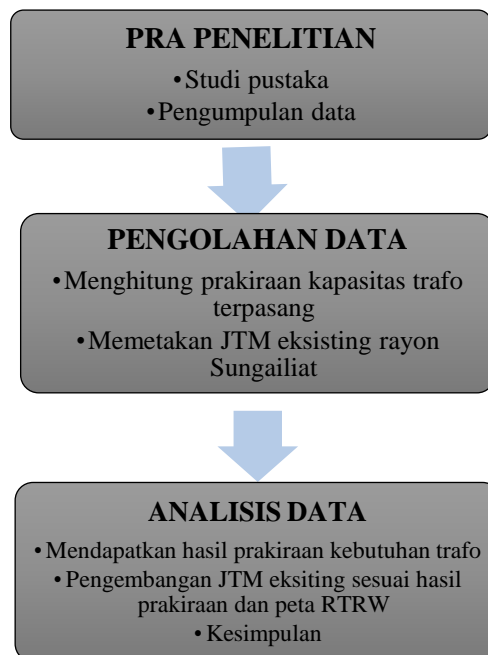 PRA PENELITIAN
•Studi pustaka
•Pengumpulan data
PENGOLAHAN DATA
•Menghitung prakiraan kapasitas trafo
terpasang
•Memetakan JTM eksisting rayon
Sungailiat
ANALISIS DATA
•Mendapatkan hasil prakiraan kebutuhan trafo
•Pengembangan JTM eksiting sesuai hasil
prakiraan dan peta RTRW
•Kesimpulan